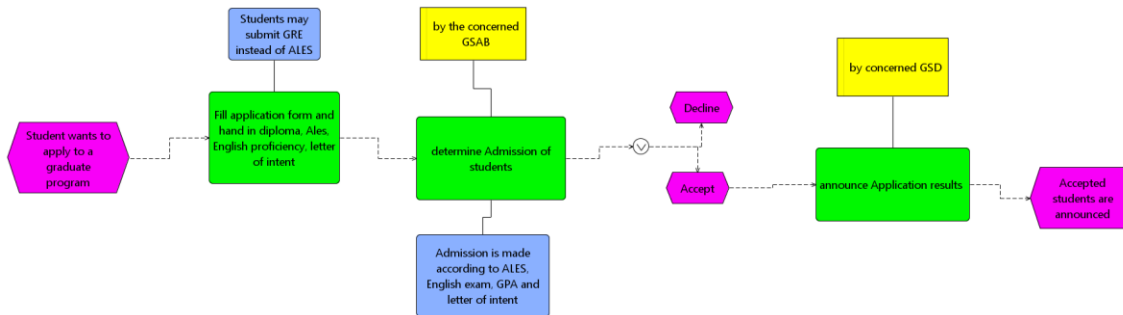 Students may
submit GRE
instead of ALES
by the concerned
GSAB
by concerned GSD
Student wants to
apply to a
graduate
program
Fill application form and
hand in diploma, Ales,
English proficiency, letter
of intent
determine Admission of
students
Decline
Accept
announce Application results
Accepted
students are
announced
Admission is made
according to ALES,
English exam, GPA and
letter of intent